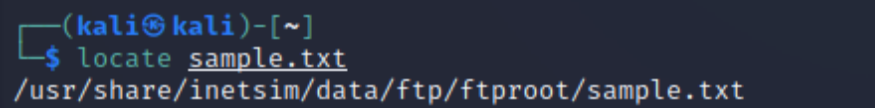 ┌──(kali㉿kali)-[~]
└─$ locate sample.txt
/usr/share/inetsim/data/ftp/ftproot/sample.txt